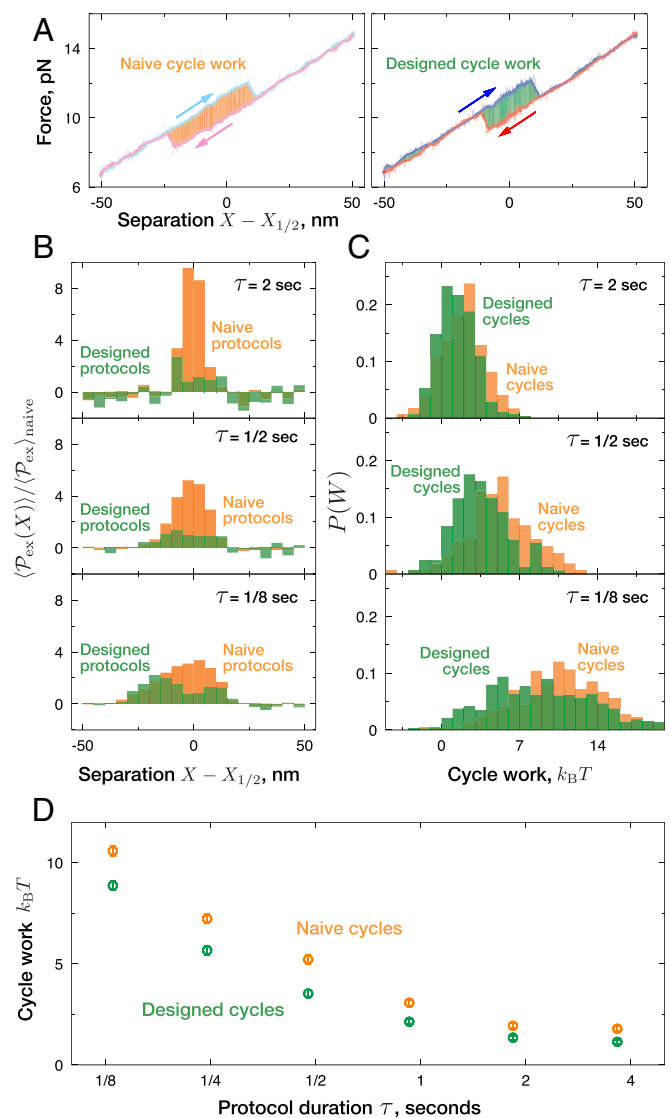 A
Naive cycle work
Designed cycle work
Force, pN
14
10
6
-50
0
50
-50
0
50
Separation X − X1/2, nm
B
C
τ = 2 sec
Designed protocols
Naive protocols
8
4
0
τ = 1/2 sec
Designed protocols
Naive protocols
8
4
0
τ = 1/8 sec
Designed protocols
Naive protocols
8
4
0
⟨𝒫ex(X)⟩/⟨𝒫ex⟩naive
-50
0
50
Separation X − X1/2, nm
τ = 2 sec
Designed cycles
Naive cycles
0.2
0.1
0
τ = 1/2 sec
Designed cycles
Naive cycles
0.2
0.1
0
τ = 1/8 sec
Designed cycles
Naive cycles
0.2
0.1
0
P(W)
0
7
14
Cycle work, kBT
D
Cycle work kBT
10
5
0
Naive cycles
Designed cycles
1/8
1/4
1/2
1
2
4
Protocol duration τ, seconds